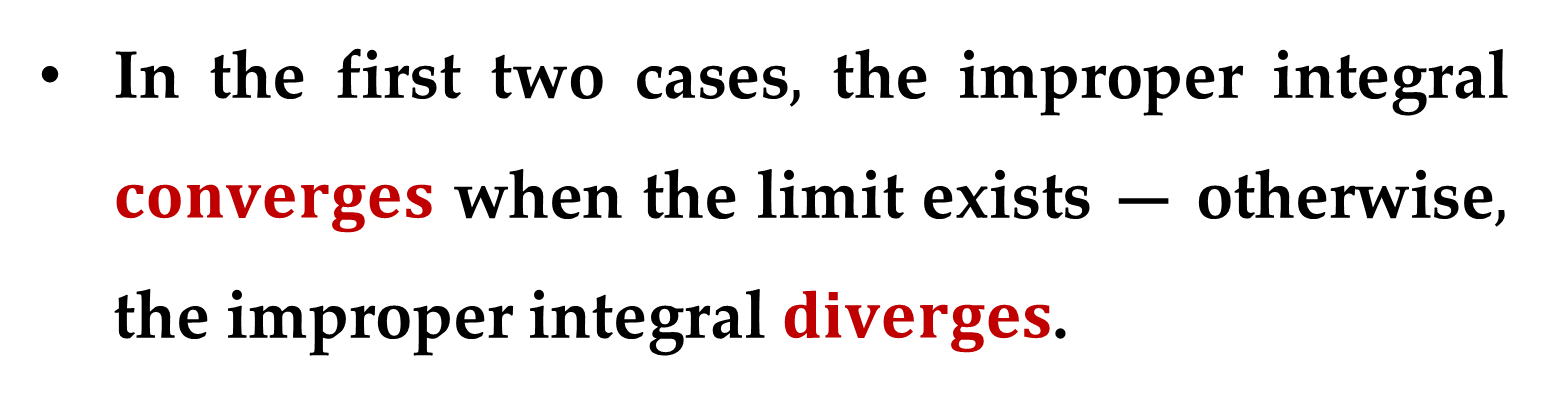 • In the first two cases, the improper integral
converges when the limit exists — otherwise,
the improper integral diverges.